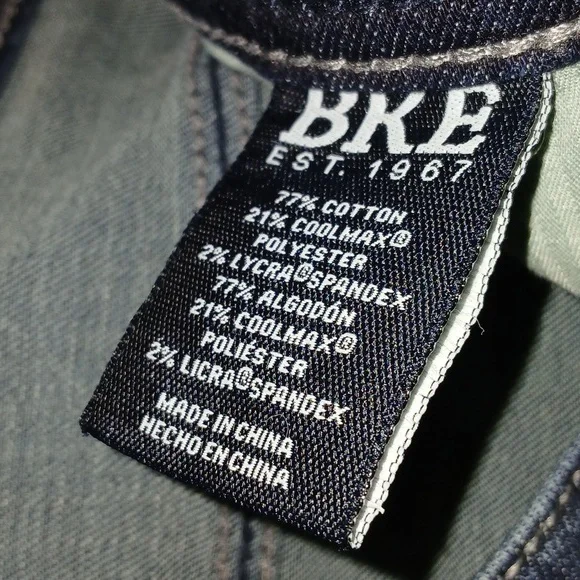 BKE
EST. 1967
77% COTTON
21% COOLMAX®
POLYESTER
2% LYCRA®SPANDEX
77% ALGODÓN
21% COOLMAX®
POLIESTER
2% LICRA®SPANDEX
MADE IN CHINA
HECHO EN CHINA